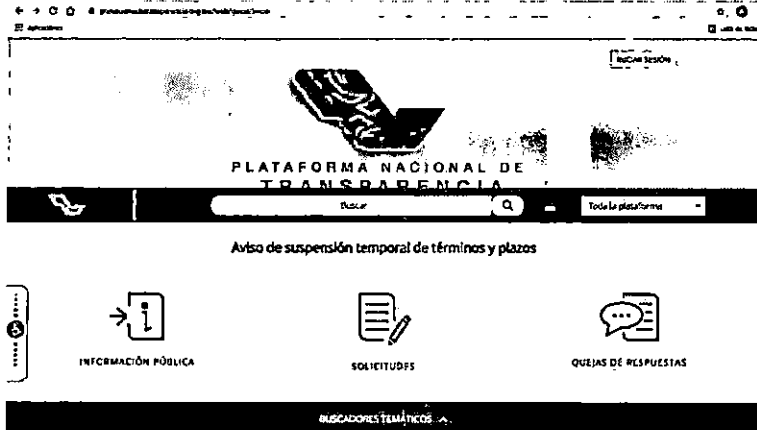 Aplicaciones
INICIAR SESIÓN
PLATAFORMA NACIONAL DE
TRANSPARENCIA
Buscar
Toda la plataforma
Aviso de suspensión temporal de términos y plazos
INFORMACIÓN PÚBLICA
SOLICITUDES
QUEJAS DE RESPUESTAS
BUSCADORES TEMÁTICOS